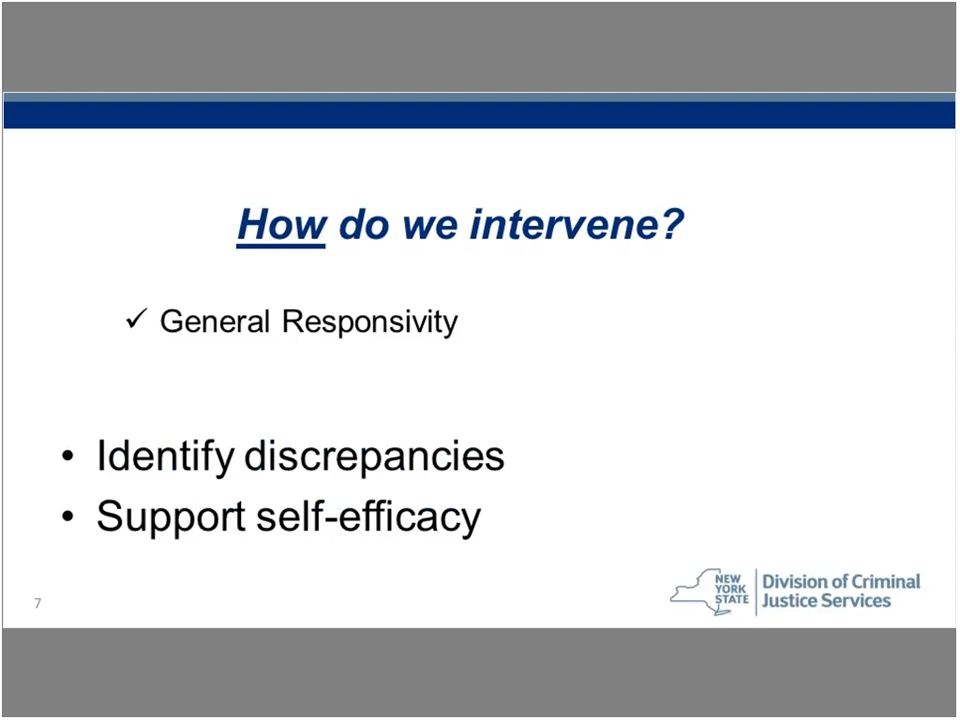 How do we intervene?
✓ General Responsivity
• Identify discrepancies
• Support self-efficacy
7
NEW
YORK
STATE
Division of Criminal
Justice Services